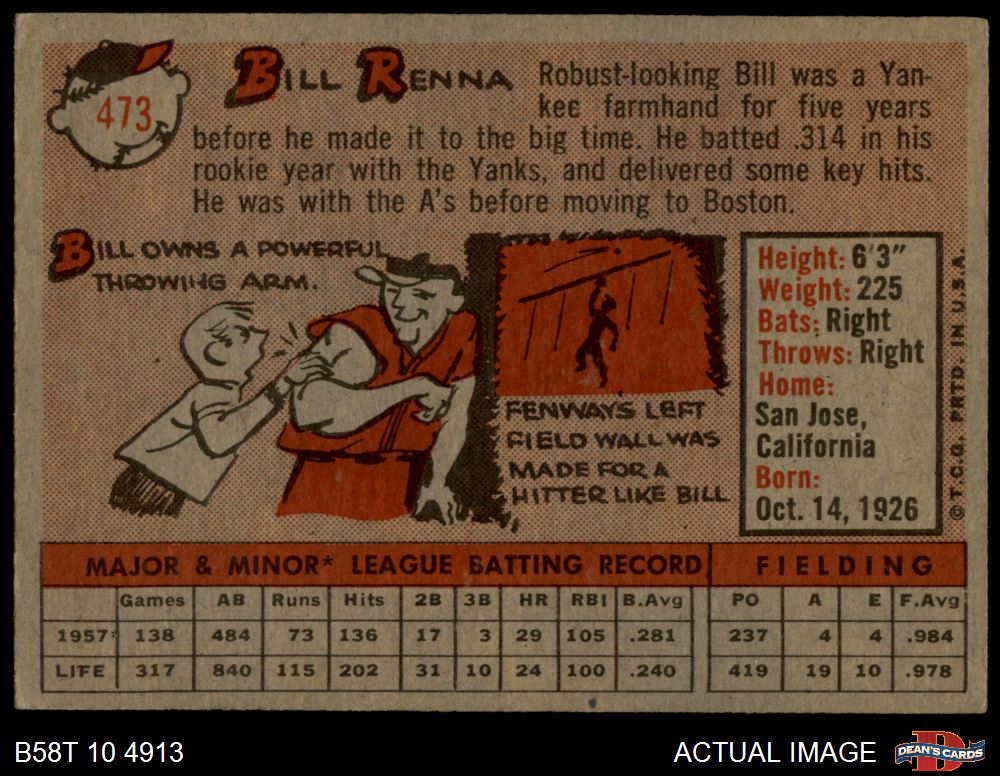 473
BILL RENNA
Robust-looking Bill was a Yan-
kee farmhand for five years
before he made it to the big time. He batted .314 in his
rookie year with the Yanks, and delivered some key hits.
He was with the A's before moving to Boston.
BILL OWNS A POWERFUL
THROWING ARM.
FENWAYS LEFT
FIELD WALL WAS
MADE FOR A
HITTER LIKE BILL
Height: 6'3"
Weight: 225
Bats: Right
Throws: Right
Home:
San Jose,
California
Born:
Oct. 14, 1926
© T.C.G. PRTD. IN U.S.A.
MAJOR & MINOR* LEAGUE BATTING RECORD FIELDING
Games AB Runs Hits 2B 3B HR RBI B.Avg PO A E F.Avg
1957* 138 484 73 136 17 3 29 105 .281 237 4 4 .984
LIFE 317 840 115 202 31 10 24 100 .240 419 19 10 .978
B58T 10 4913
ACTUAL IMAGE
DEAN'S CARDS